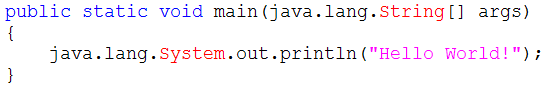 public static void main(java.lang.String[] args)
{
    java.lang.System.out.println("Hello World!");
}